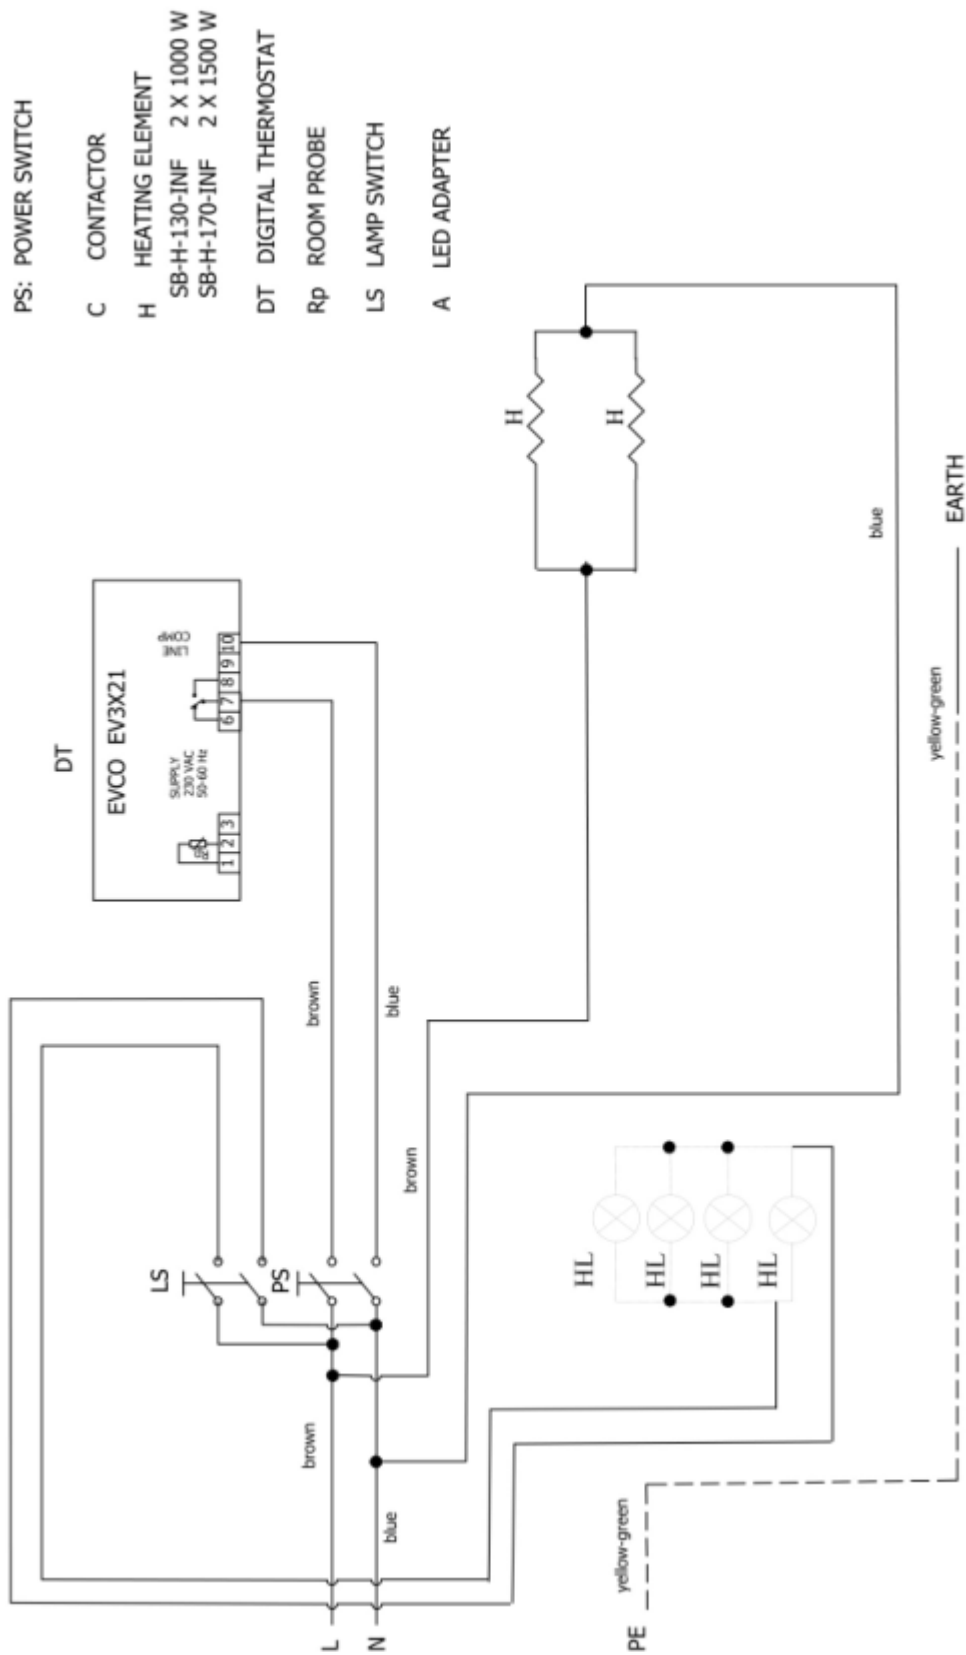 PS: POWER SWITCH
C CONTACTOR
H HEATING ELEMENT
SB-H-130-INF 2 X 1000 W
SB-H-170-INF 2 X 1500 W
DT DIGITAL THERMOSTAT
Rp ROOM PROBE
LS LAMP SWITCH
A LED ADAPTER
DT
EVCO EV3X21
SUPPLY
230 VAC
50-60 Hz
LINE
COMP
1 2 3
6 7 8 9 10
LS
PS
brown
blue
brown
brown
blue
L
N
H
H
HL
HL
HL
HL
blue
PE
yellow-green
yellow-green
EARTH